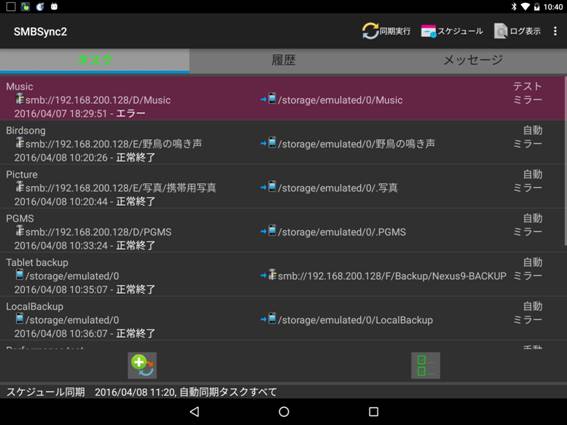 10:40
SMBSync2
同期実行
スケジュール
ログ表示
タスク
履歴
メッセージ
Music テスト
smb://192.168.200.128/D/Music /storage/emulated/0/Music ミラー
2016/04/07 18:29:51 - エラー
Birdsong 自動
smb://192.168.200.128/E/野鳥の鳴き声 /storage/emulated/0/野鳥の鳴き声 ミラー
2016/04/08 10:20:26 - 正常終了
Picture 自動
smb://192.168.200.128/E/写真/携帯用写真 /storage/emulated/0/.写真 ミラー
2016/04/08 10:20:44 - 正常終了
PGMS 自動
smb://192.168.200.128/D/PGMS /storage/emulated/0/.PGMS ミラー
2016/04/08 10:33:24 - 正常終了
Tablet backup 自動
/storage/emulated/0 smb://192.168.200.128/F/Backup/Nexus9-BACKUP ミラー
2016/04/08 10:35:07 - 正常終了
LocalBackup 自動
/storage/emulated/0 /storage/emulated/0/LocalBackup ミラー
2016/04/08 10:36:07 - 正常終了
スケジュール同期 2016/04/08 11:20, 自動同期タスクすべて